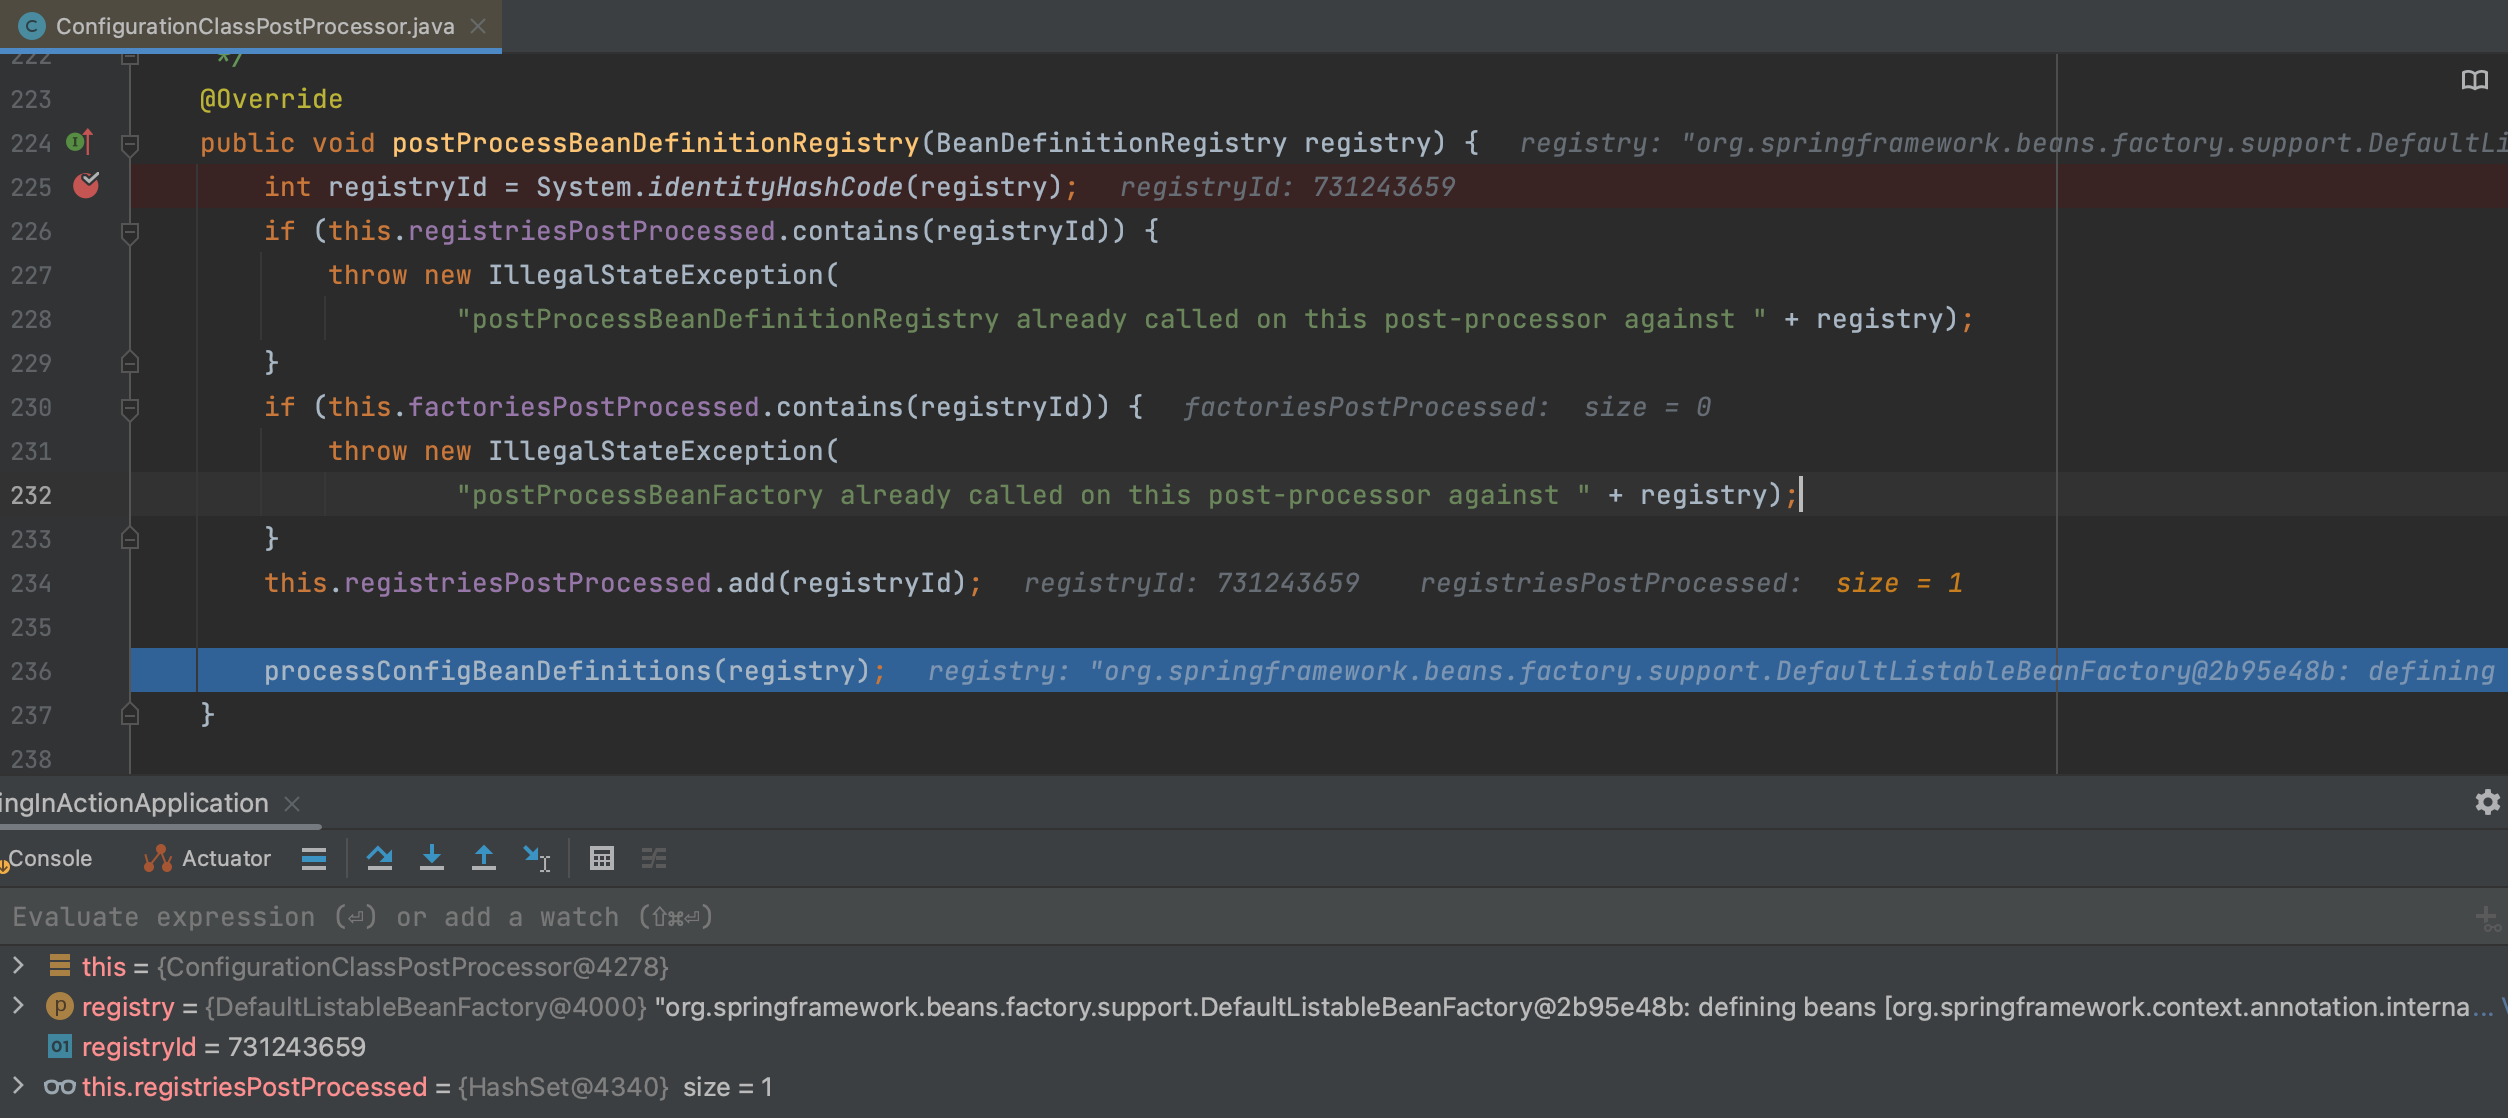 ConfigurationClassPostProcessor.java
222 */
223 @Override
224 public void postProcessBeanDefinitionRegistry(BeanDefinitionRegistry registry) { registry: "org.springframework.beans.factory.support.DefaultLi
225 int registryId = System.identityHashCode(registry); registryId: 731243659
226 if (this.registriesPostProcessed.contains(registryId)) {
227 throw new IllegalStateException(
228 "postProcessBeanDefinitionRegistry already called on this post-processor against " + registry);
229 }
230 if (this.factoriesPostProcessed.contains(registryId)) { factoriesPostProcessed: size = 0
231 throw new IllegalStateException(
232 "postProcessBeanFactory already called on this post-processor against " + registry);
233 }
234 this.registriesPostProcessed.add(registryId); registryId: 731243659 registriesPostProcessed: size = 1
235
236 processConfigBeanDefinitions(registry); registry: "org.springframework.beans.factory.support.DefaultListableBeanFactory@2b95e48b: defining
237 }
238
ingInActionApplication
Console Actuator
Evaluate expression (⏎) or add a watch (⇧⌘⏎)
this = {ConfigurationClassPostProcessor@4278}
registry = {DefaultListableBeanFactory@4000} "org.springframework.beans.factory.support.DefaultListableBeanFactory@2b95e48b: defining beans [org.springframework.context.annotation.interna...
registryId = 731243659
this.registriesPostProcessed = {HashSet@4340} size = 1